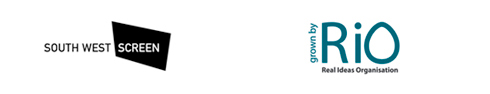 SOUTH WEST SCREEN
grown by
RiO
Real Ideas Organisation